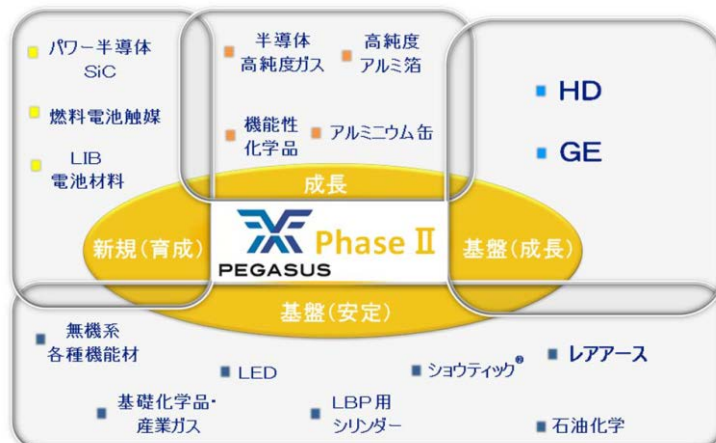 パワー半導体
SiC
燃料電池触媒
LIB
電池材料
半導体
高純度ガス
高純度
アルミ箔
機能性
化学品
アルミニウム缶
HD
GE
成長
新規(育成)
Phase Ⅱ
PEGASUS
基盤(成長)
基盤(安定)
無機系
各種機能材
LED
ショウティック®
レアアース
基礎化学品・
産業ガス
LBP用
シリンダー
石油化学